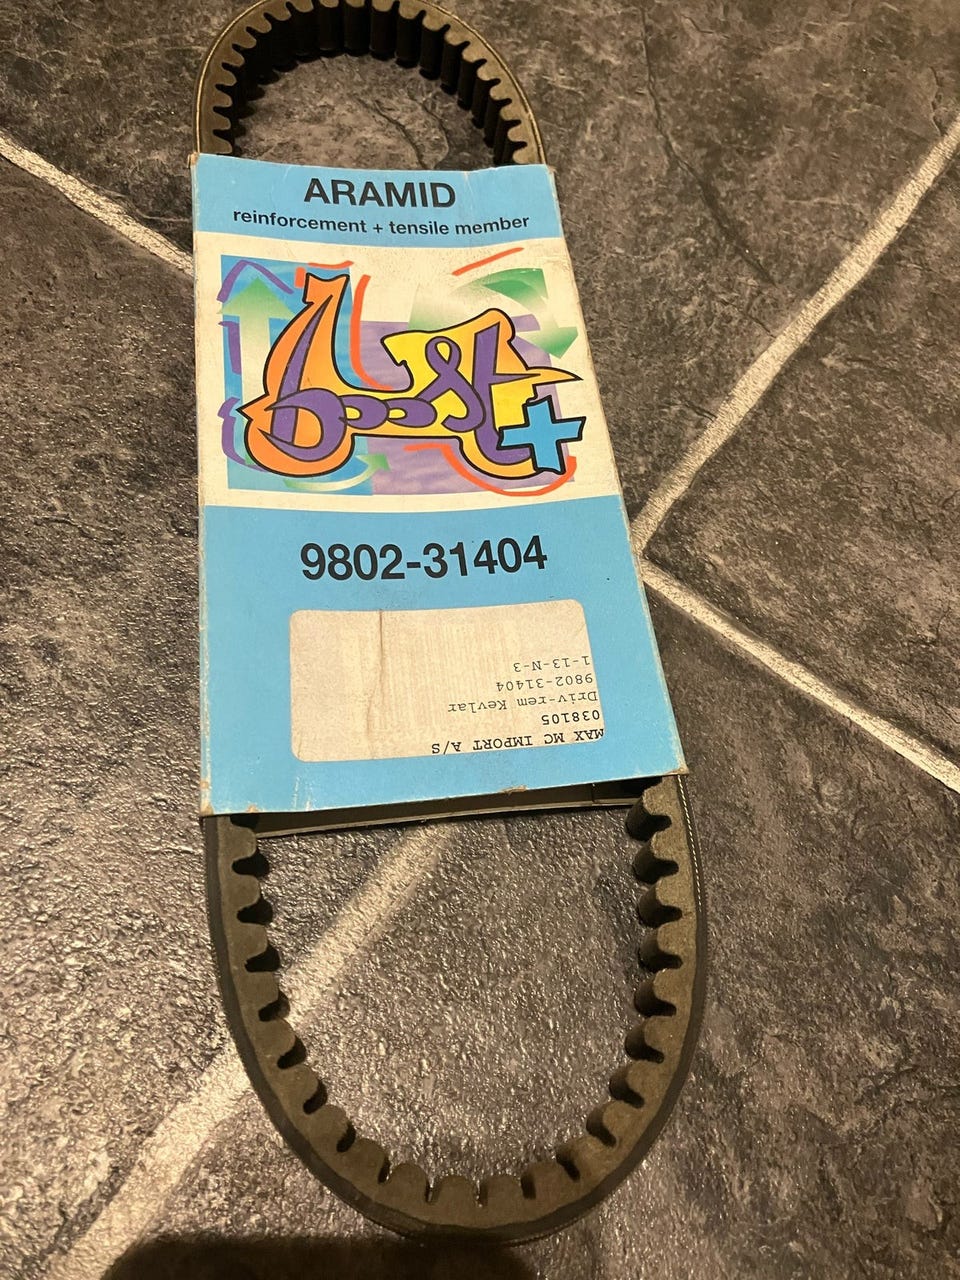 ARAMID
reinforcement + tensile member
boost+
9802-31404
MAX MC IMPORT A/S
038105
Driv-rem Kevlar
9802-31404
1-13-N-3